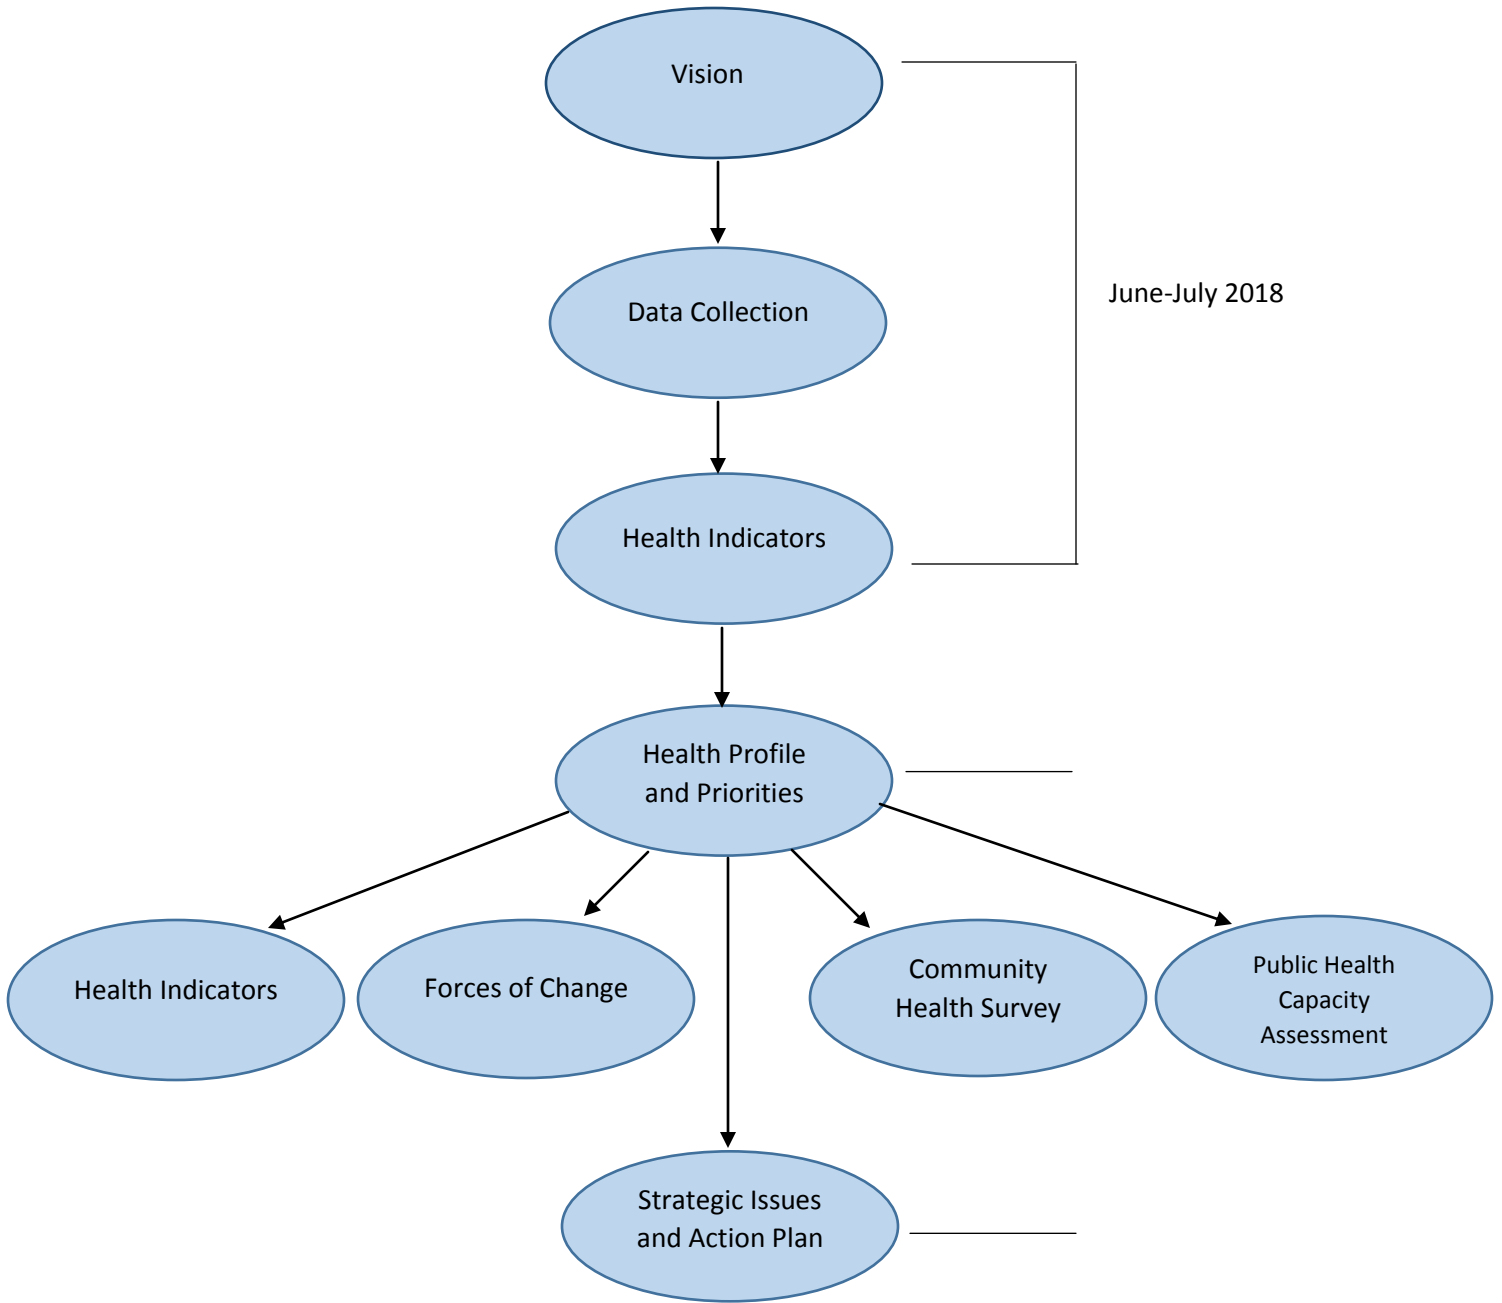 Vision
June-July 2018
Data Collection
Health Indicators
Health Profile
and Priorities
Health Indicators
Forces of Change
Community
Health Survey
Public Health
Capacity
Assessment
Strategic Issues
and Action Plan